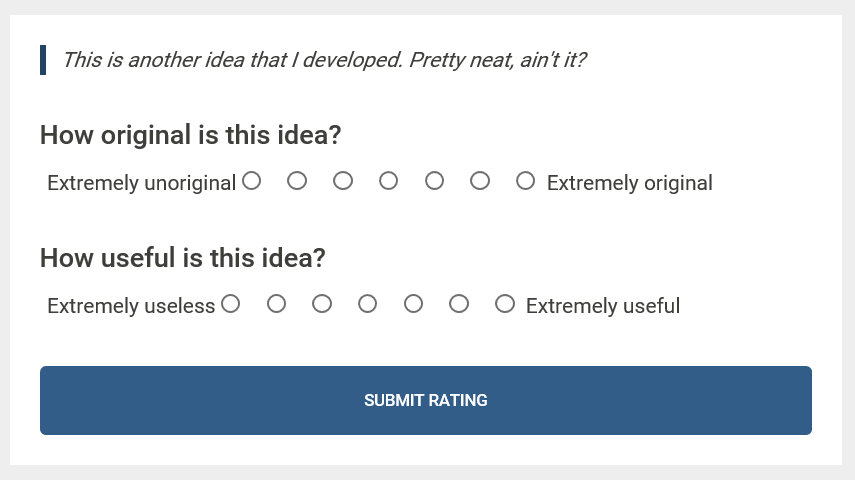 This is another idea that I developed. Pretty neat, ain't it?
How original is this idea?
Extremely unoriginal Extremely original
How useful is this idea?
Extremely useless Extremely useful
SUBMIT RATING